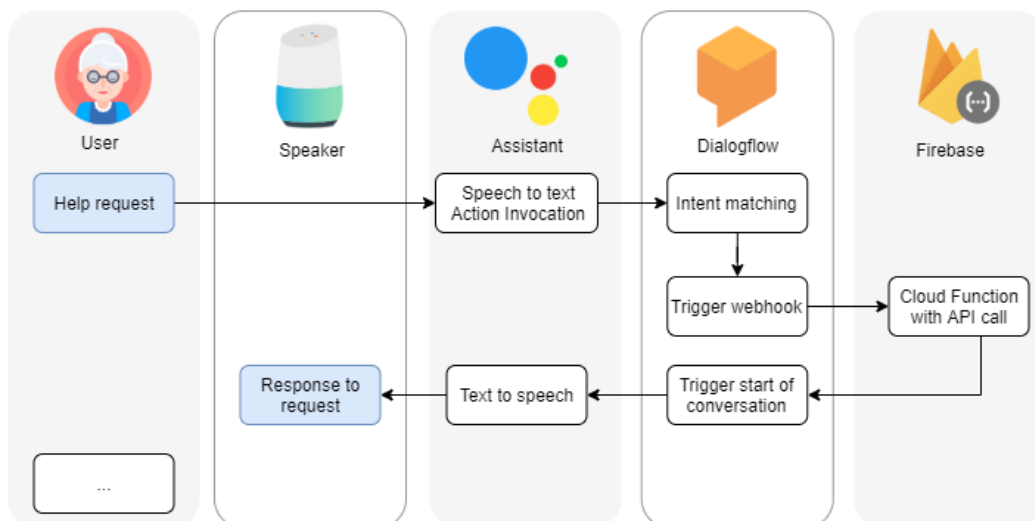 User
Speaker
Assistant
Dialogflow
Firebase
Help request
Speech to text
Action Invocation
Intent matching
Trigger webhook
Cloud Function
with API call
Response to
request
Text to speech
Trigger start of
conversation
...